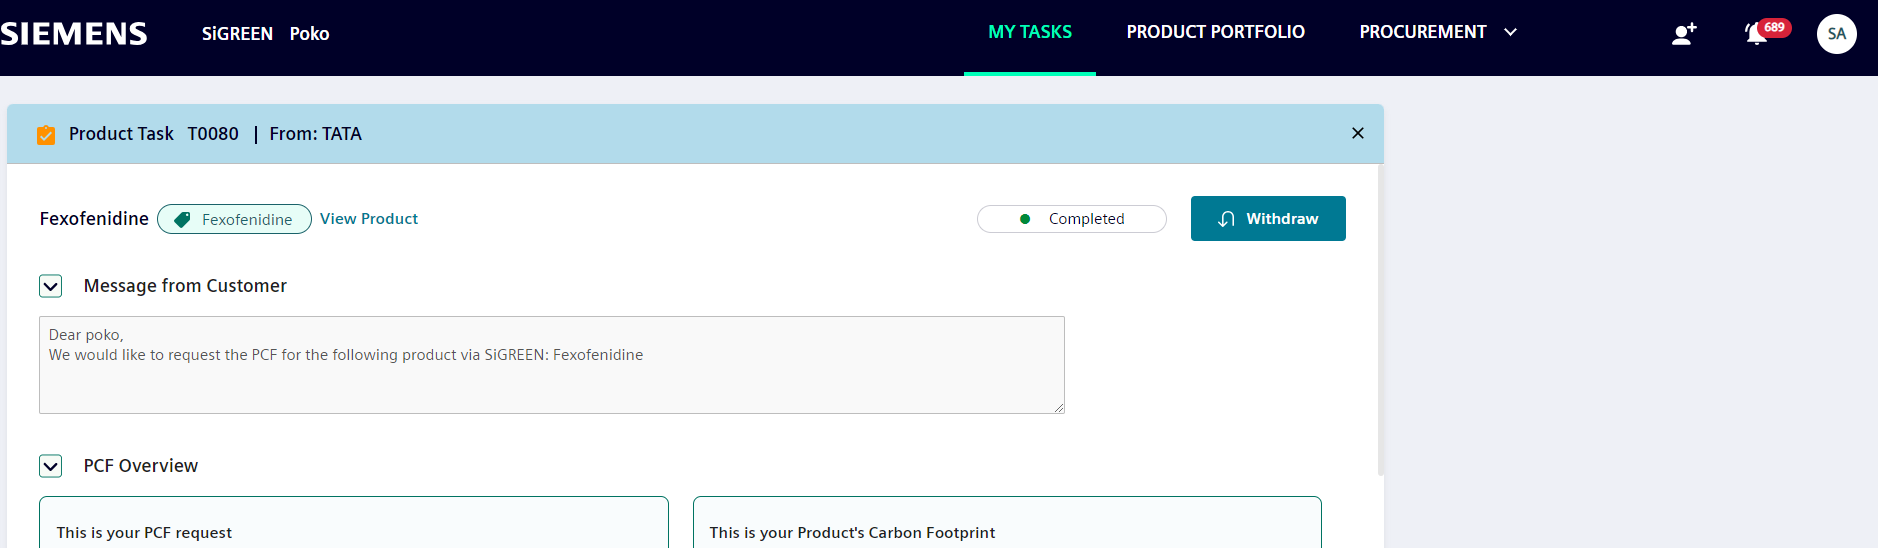 SIEMENS SiGREEN Poko MY TASKS PRODUCT PORTFOLIO PROCUREMENT 689 SA
Product Task T0080 | From: TATA
Fexofenidine Fexofenidine View Product Completed Withdraw
Message from Customer
Dear poko,
We would like to request the PCF for the following product via SiGREEN: Fexofenidine
PCF Overview
This is your PCF request This is your Product's Carbon Footprint